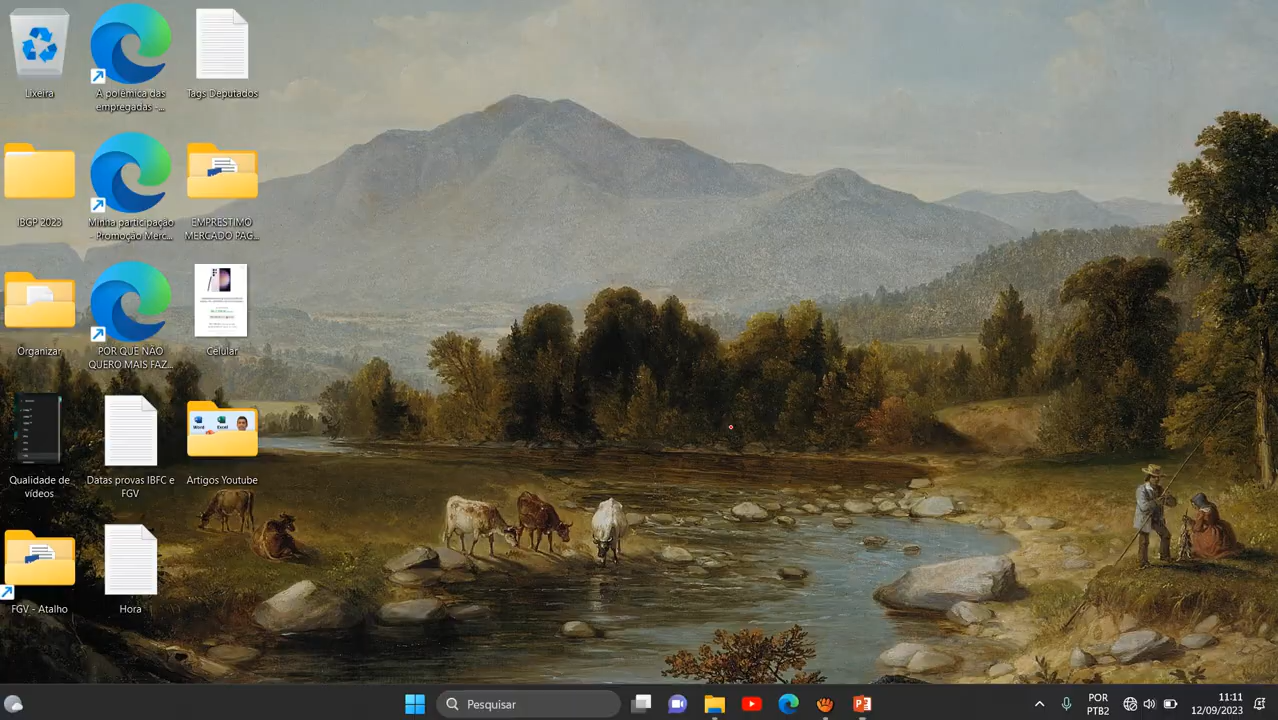 Lixeira
A polêmica das
empregadas -...
Tags Deputados
IBGP 2023
Minha participação
- Promoção Merc...
EMPRESTIMO
MERCADO PAG...
Organizar
POR QUE NÃO
QUERO MAIS FAZ...
Celular
Qualidade de
vídeos
Datas provas IBFC e
FGV
Word
Excel
Artigos Youtube
FGV - Atalho
Hora
Pesquisar
POR
PTB2
11:11
12/09/2023